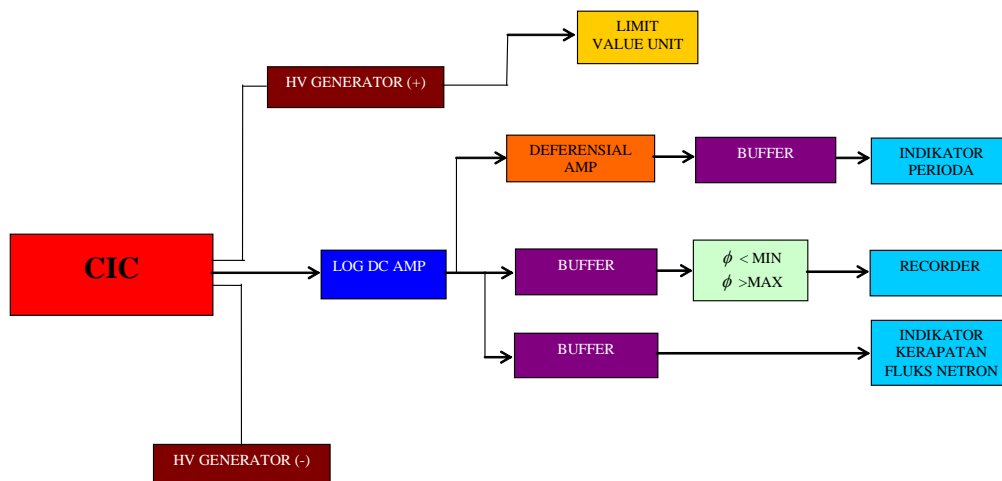 LIMIT
VALUE UNIT
HV GENERATOR (+)
DEFERENSIAL
AMP
BUFFER
INDIKATOR
PERIODA
CIC
LOG DC AMP
BUFFER
ϕ < MIN
ϕ >MAX
RECORDER
BUFFER
INDIKATOR
KERAPATAN
FLUKS NETRON
HV GENERATOR (-)